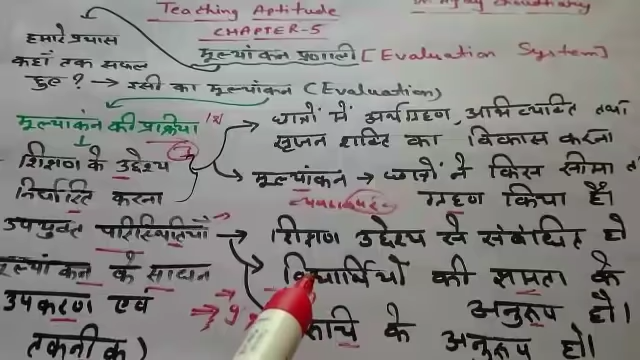 Teaching Aptitude
CHAPTER-5
मूल्यांकन प्रणाली [Evaluation System]
हमारे प्रयास
कहाँ तक सफल
हुए? → इसी का मूल्यांकन (Evaluation)
मूल्यांकन की प्रक्रिया
छात्रों में अर्थग्रहण, अभिव्यक्ति तथा
सृजन शक्ति का विकास करना
शिक्षण के उद्देश्य
निर्धारित करना
मूल्यांकन → छात्रों ने किस सीमा त
ग्रहण किया है।
उपयुक्त परिस्थितियाँ
शिक्षण उद्देश्य से संबंधित हो
मूल्यांकन के साधन
उपकरण एवं
तकनीक)
विद्यार्थियों की क्षमता के
अनुरूप हो।
रूचि के अनुरूप हो।